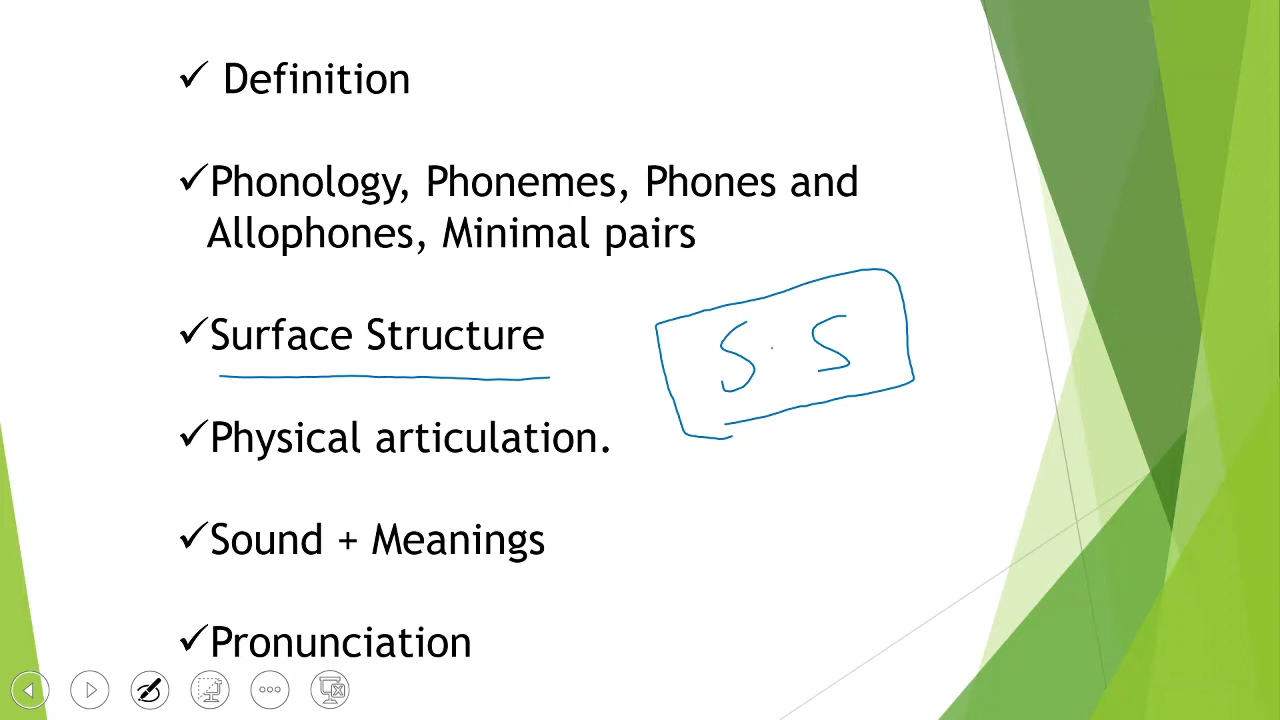 ✓ Definition
✓Phonology, Phonemes, Phones and
Allophones, Minimal pairs
✓Surface Structure
S S
✓Physical articulation.
✓Sound + Meanings
✓Pronunciation